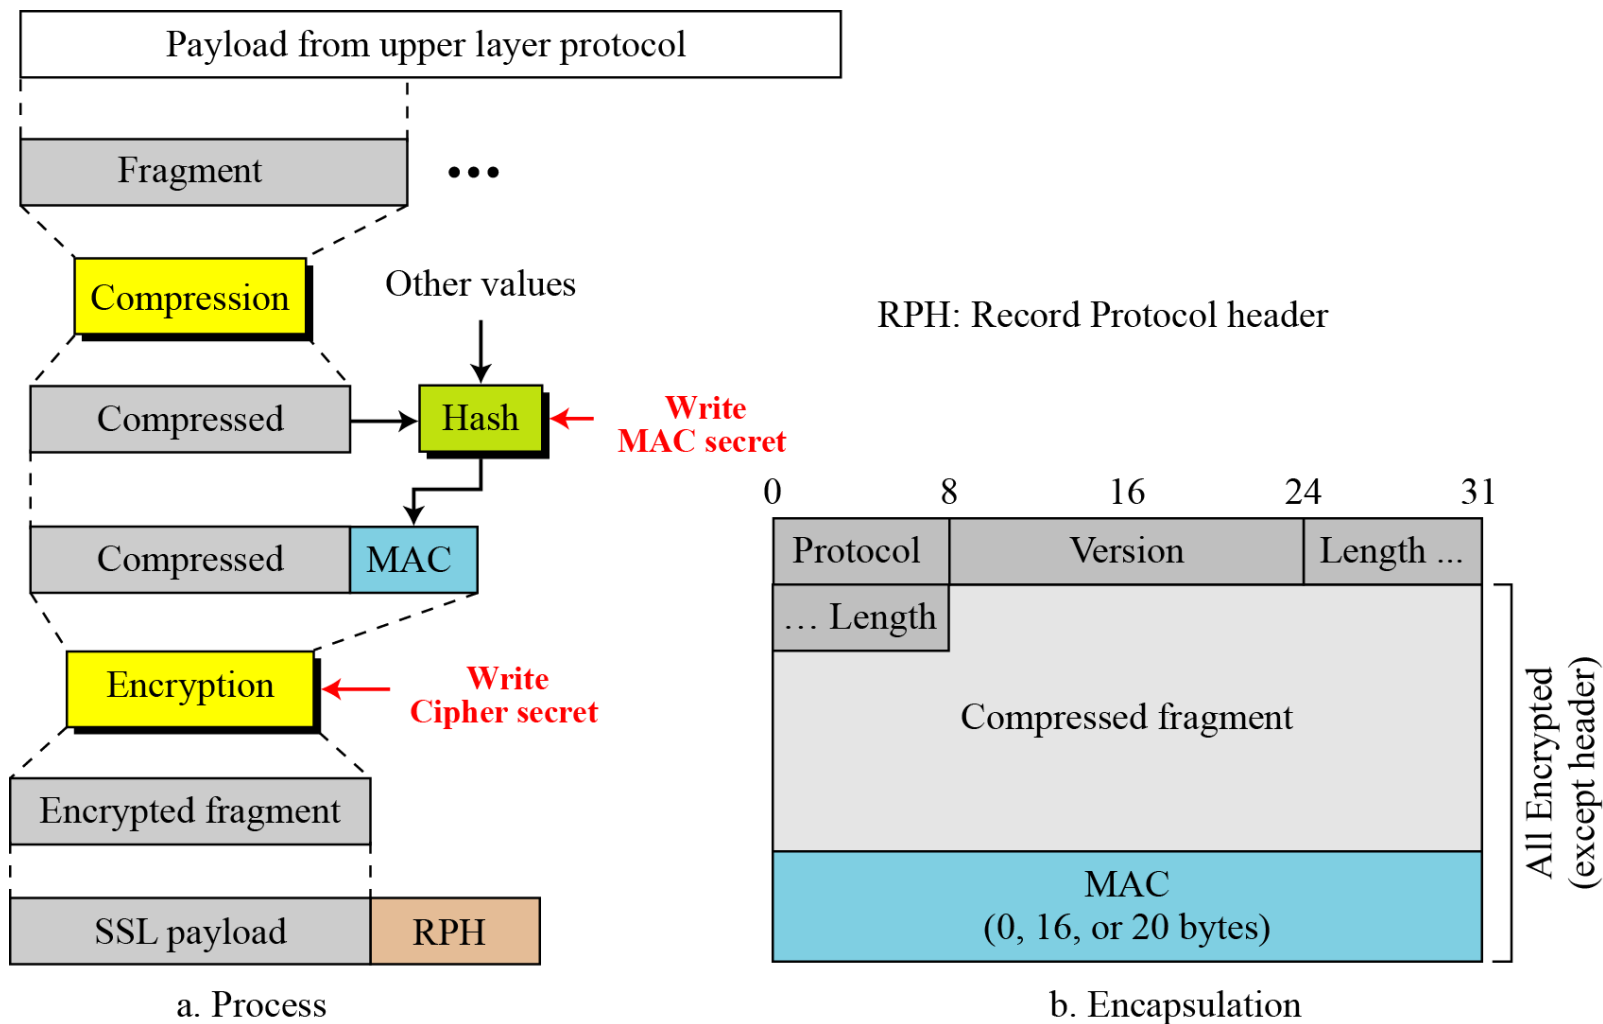 Payload from upper layer protocol
Fragment
•••
Compression
Other values
RPH: Record Protocol header
Compressed
Hash
Write
MAC secret
Compressed
MAC
Encryption
Write
Cipher secret
Encrypted fragment
SSL payload
RPH
a. Process
0 8 16 24 31
Protocol Version Length ...
... Length
Compressed fragment
MAC
(0, 16, or 20 bytes)
All Encrypted
(except header)
b. Encapsulation